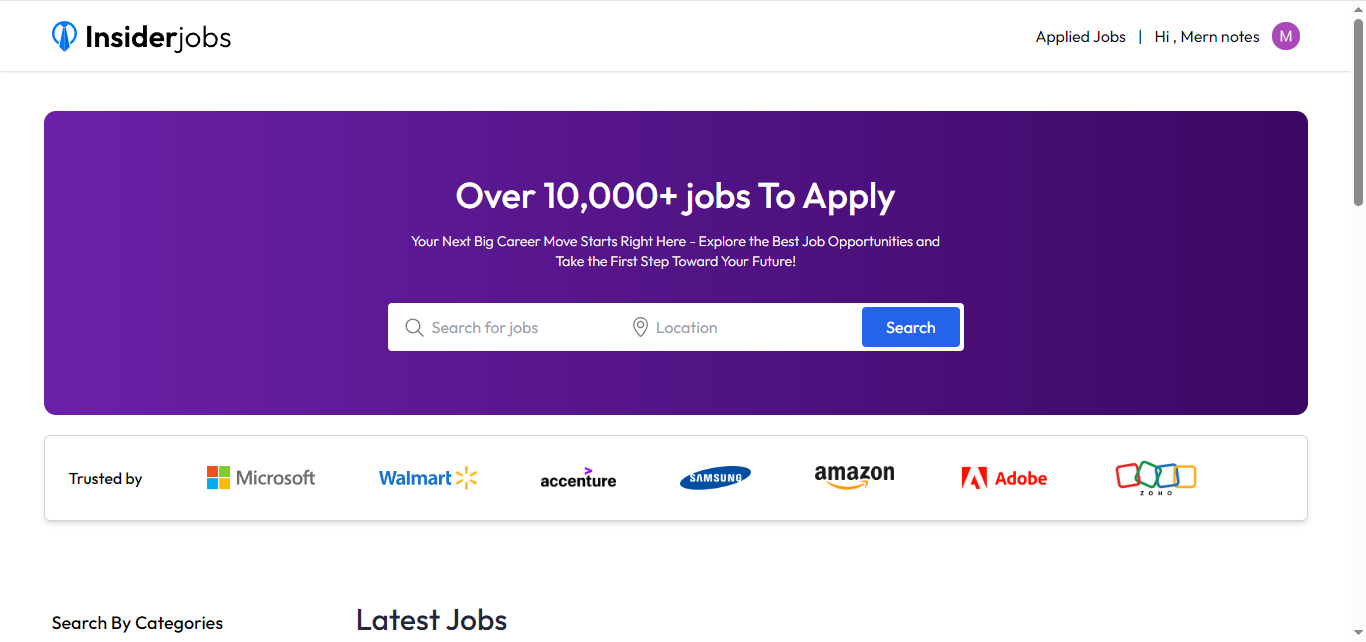 Insiderjobs
Applied Jobs | Hi , Mern notes M
Over 10,000+ jobs To Apply
Your Next Big Career Move Starts Right Here - Explore the Best Job Opportunities and
Take the First Step Toward Your Future!
Search for jobs Location Search
Trusted by Microsoft Walmart accenture SAMSUNG amazon Adobe ZOHO
Search By Categories Latest Jobs